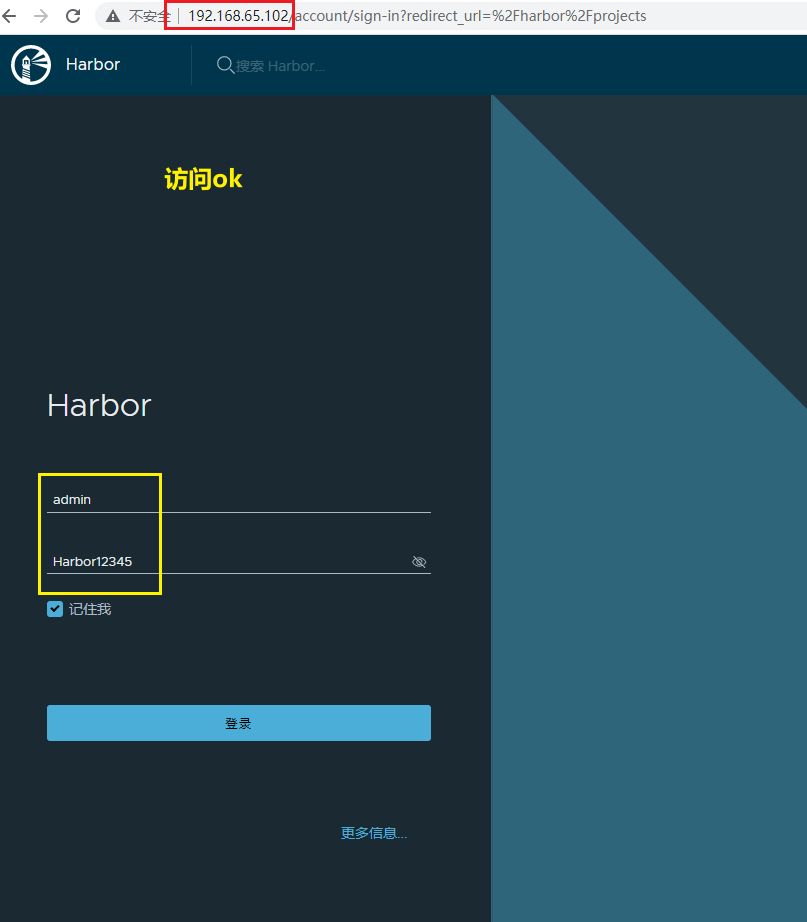 不安全 192.168.65.102/account/sign-in?redirect_url=%2Fharbor%2Fprojects
Harbor 搜索 Harbor...
访问ok
Harbor
admin
Harbor12345
记住我
登录
更多信息...